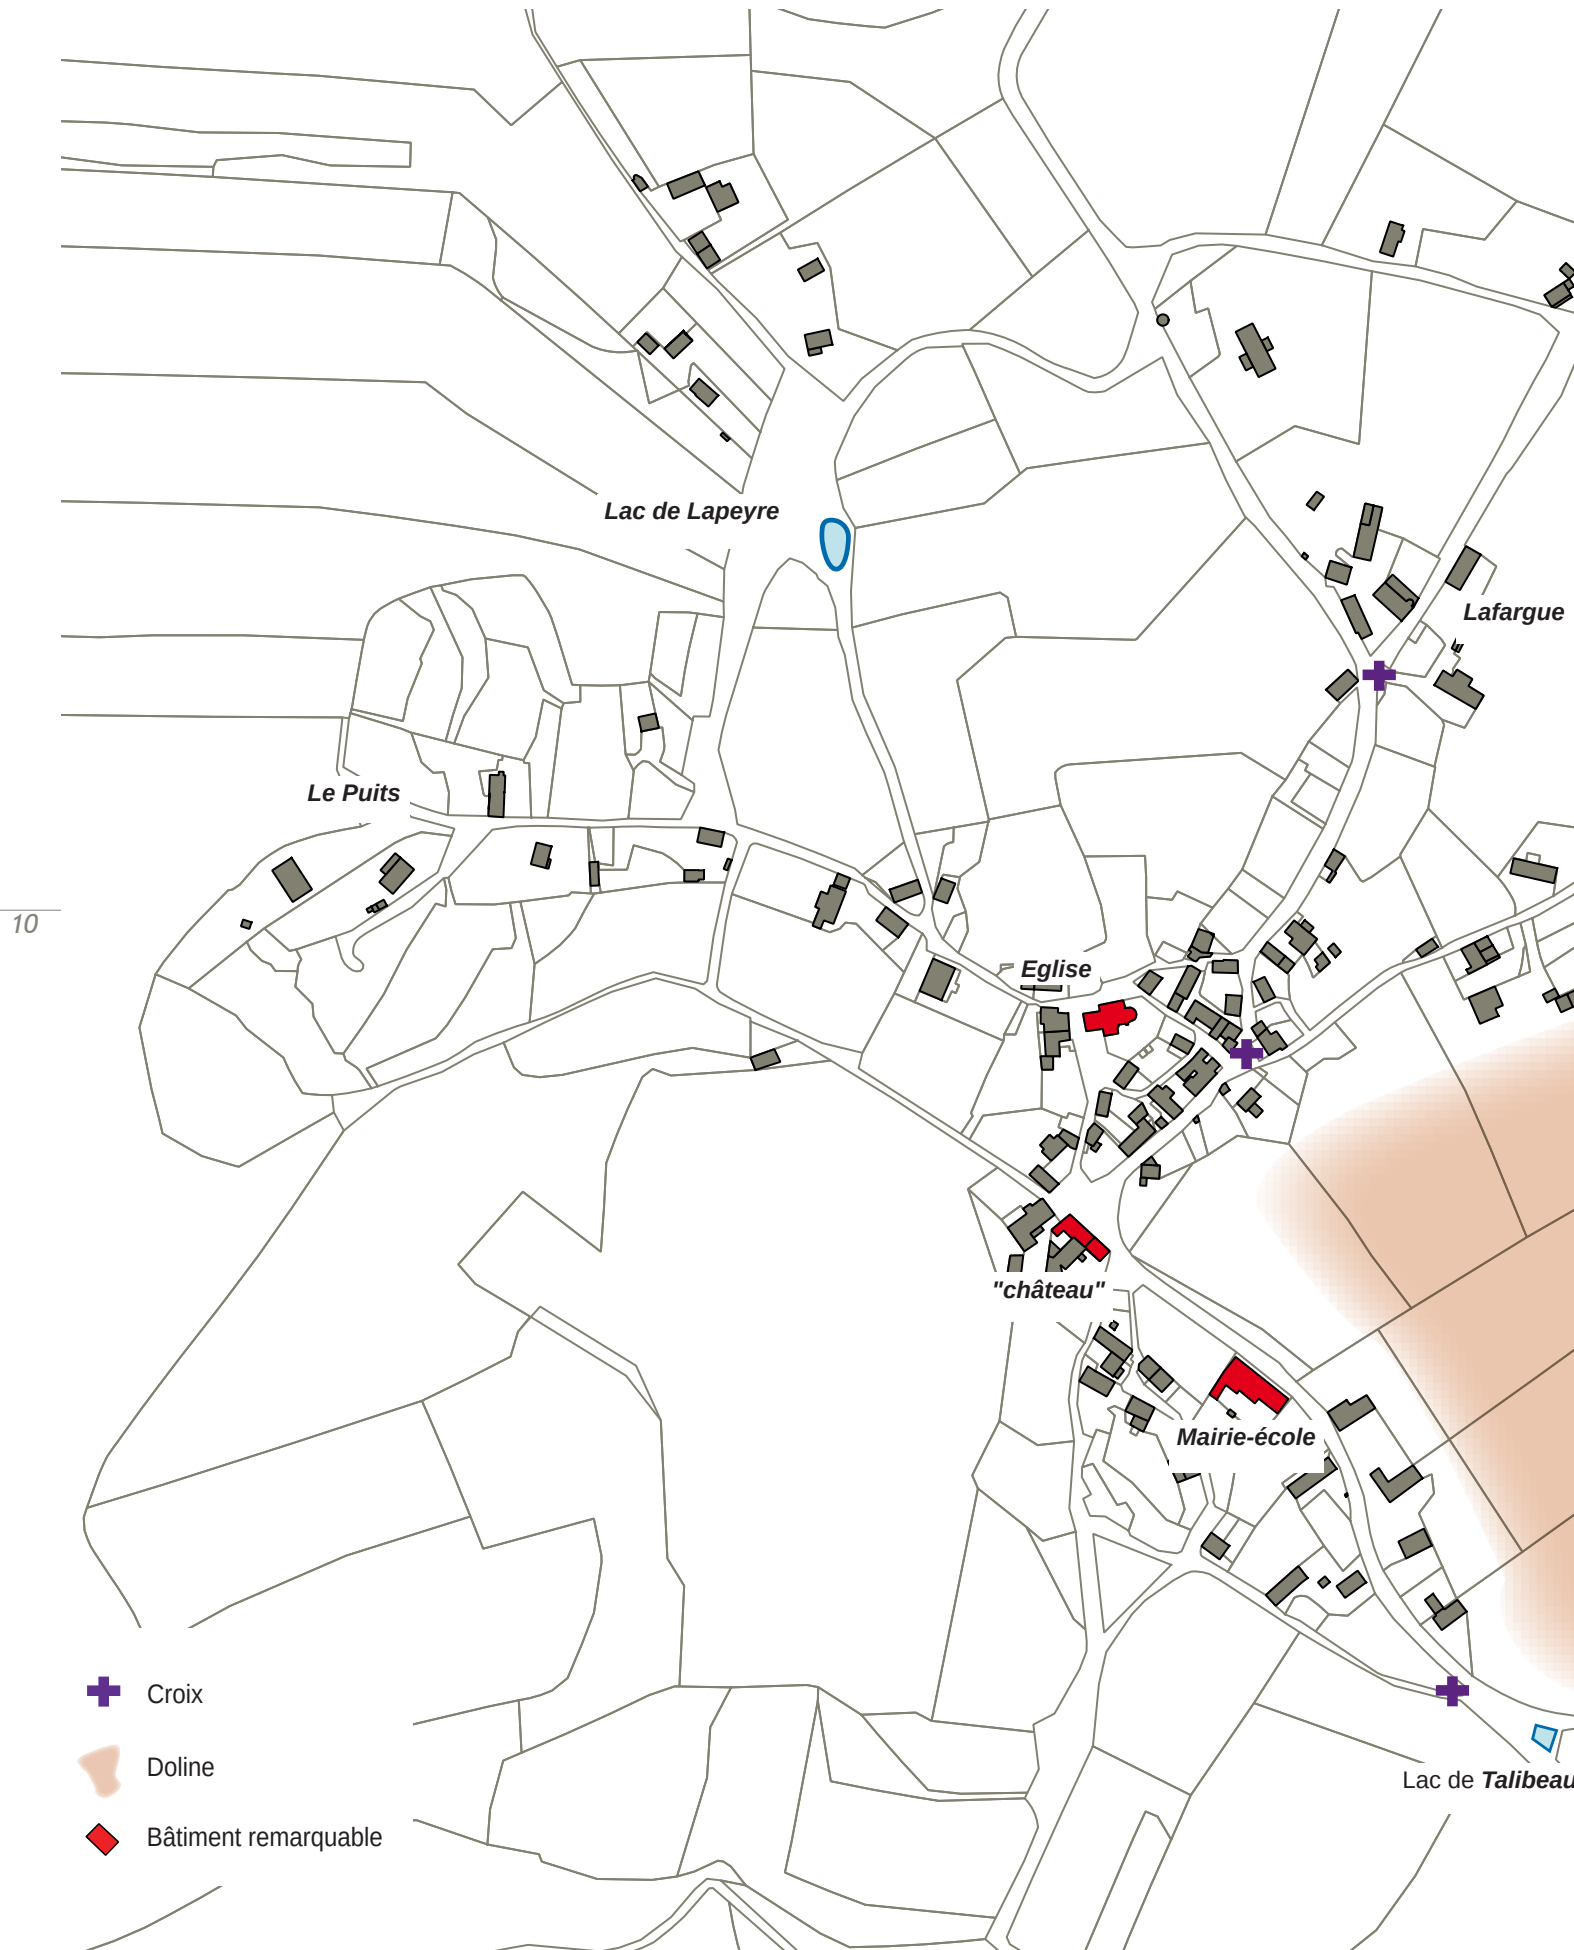 Lac de Lapeyre
Lafargue
Le Puits
10
Eglise
"château"
Mairie-école
Croix
Doline
Lac de Talibeau
Bâtiment remarquable